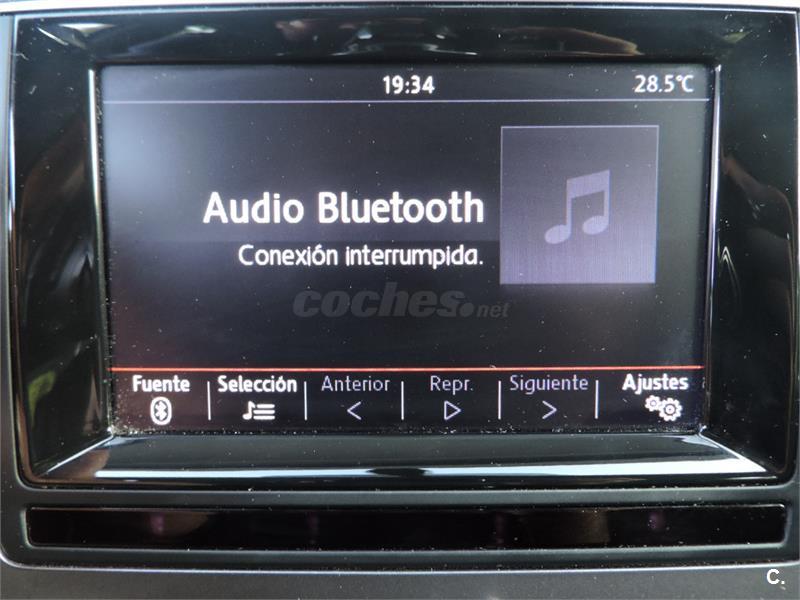 19:34 28.5°C
Audio Bluetooth
Conexión interrumpida.
coches.net
Fuente Selección Anterior Repr. Siguiente Ajustes
C.